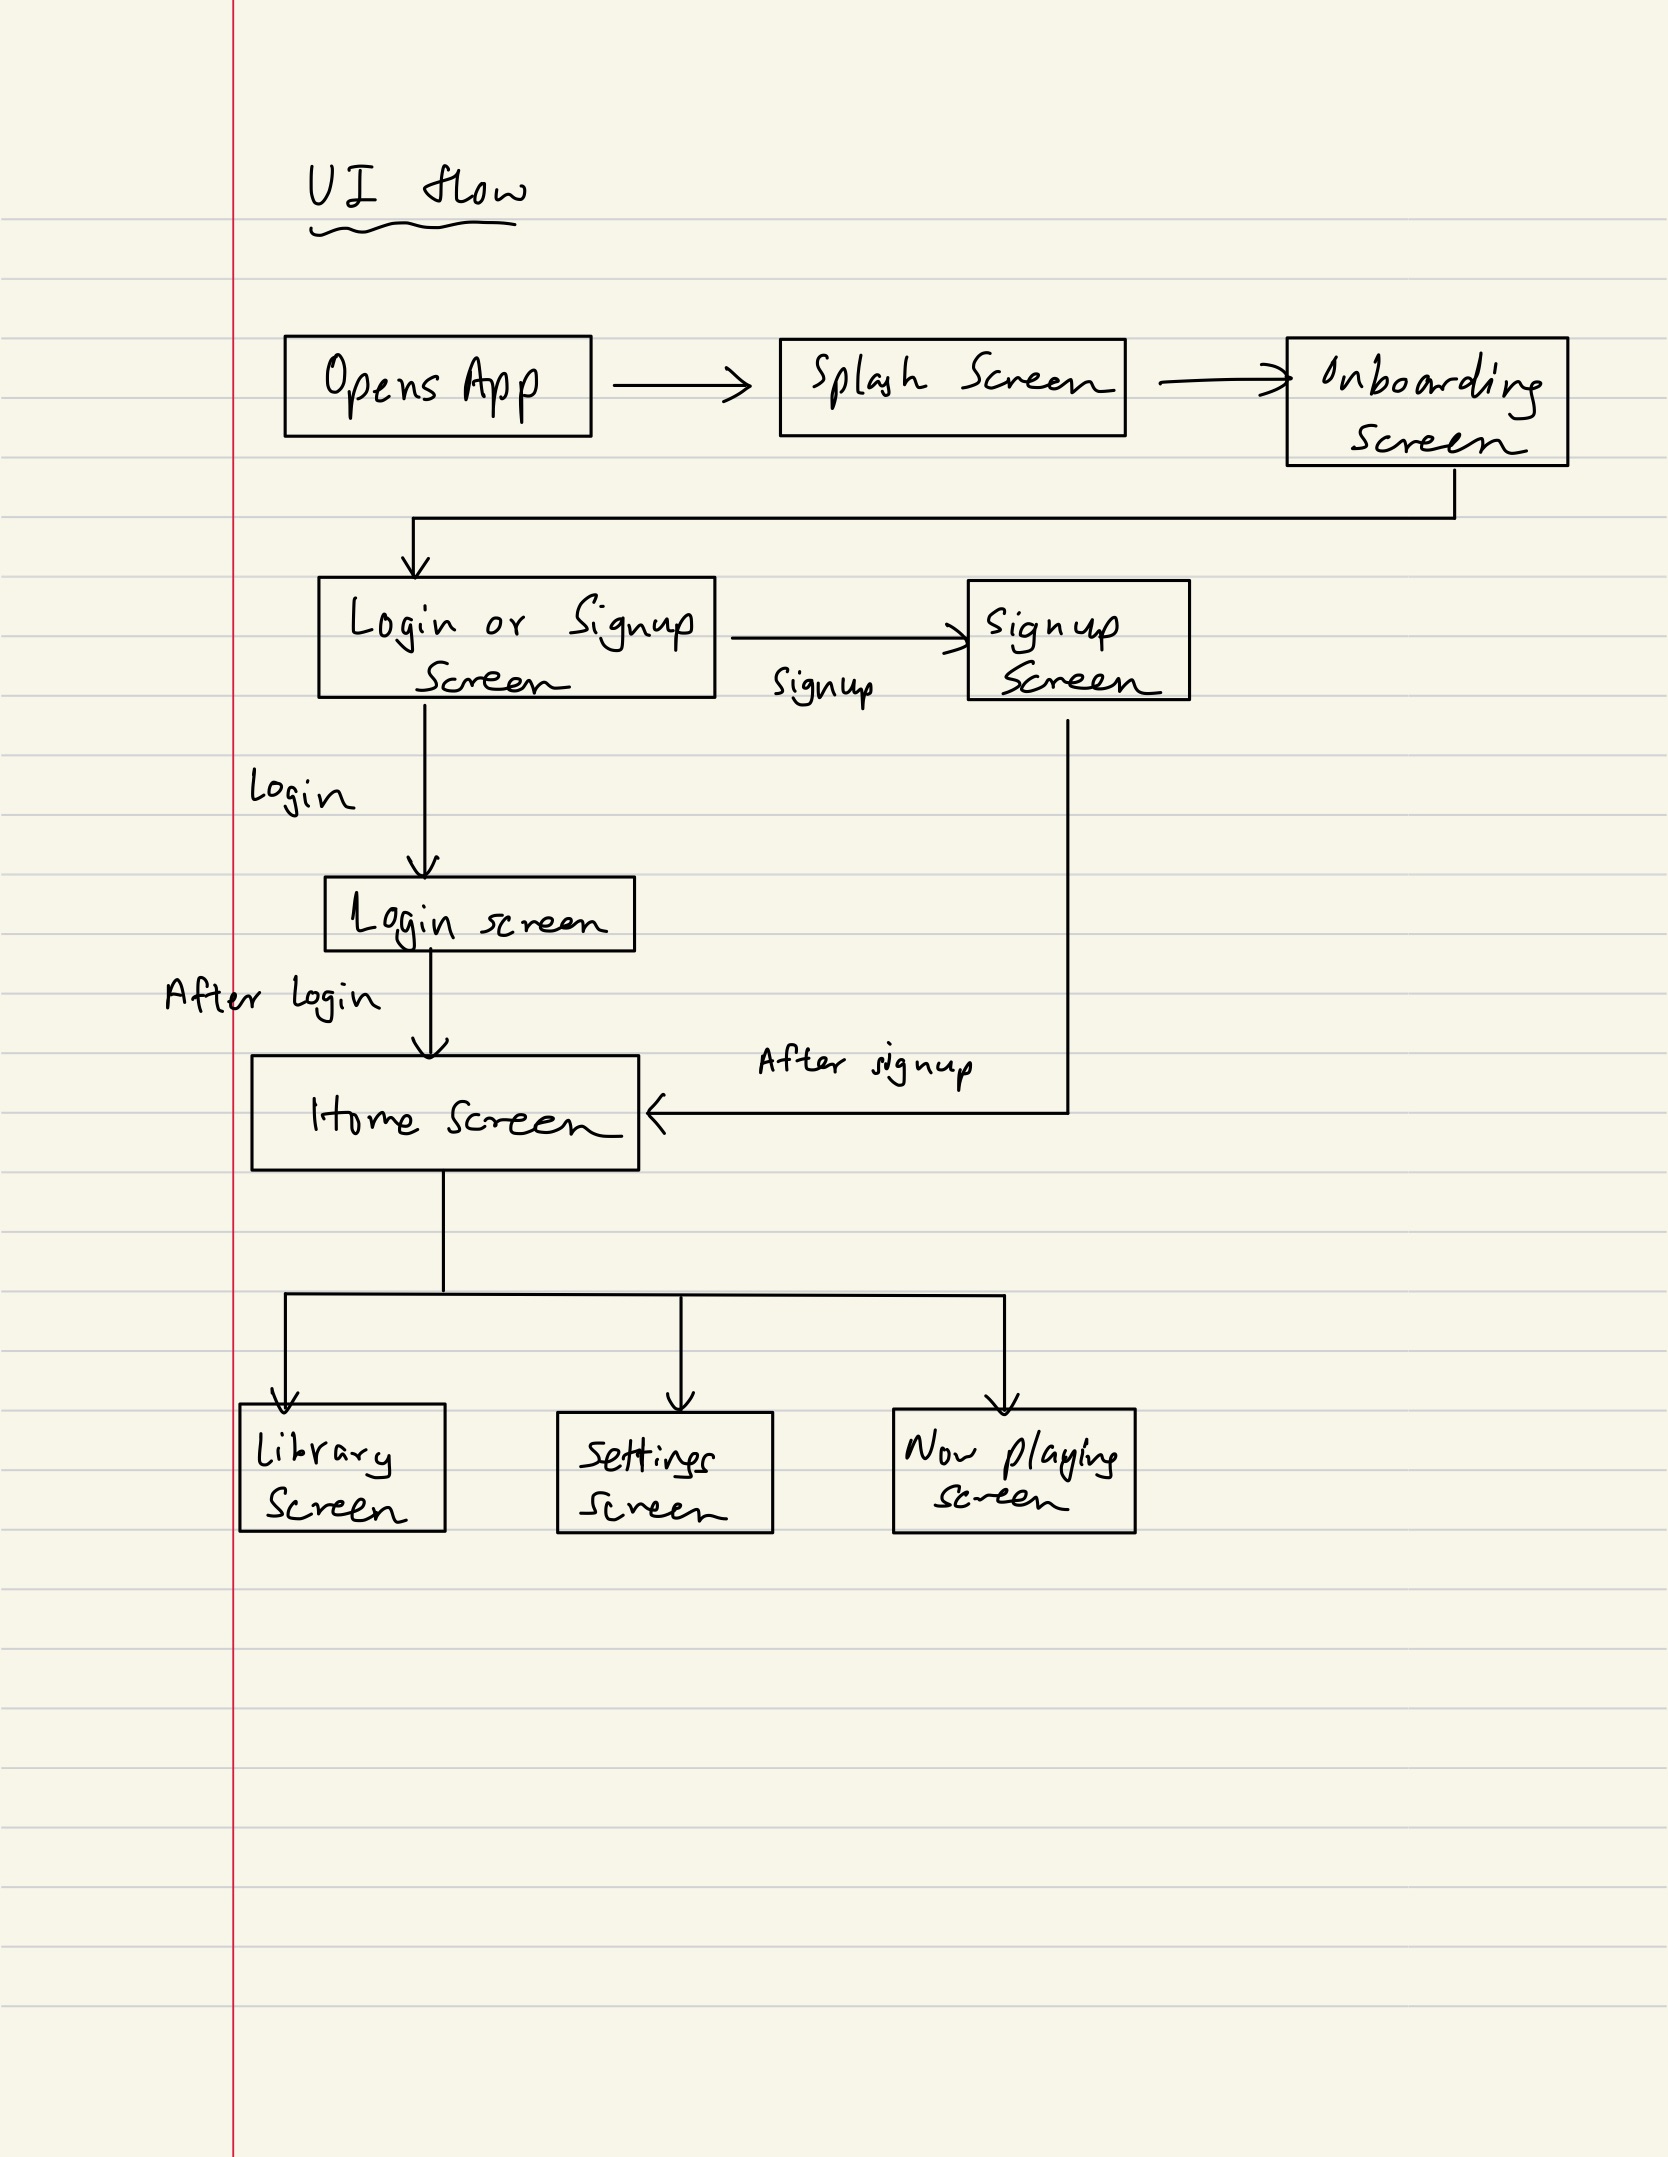 UI flow
Opens App
Splash Screen
Onboarding
Screen
Login or Signup
Screen
Signup
Signup
Screen
Login
Login screen
After Login
After signup
Home Screen
Library
Screen
Settings
screen
Now playing
screen